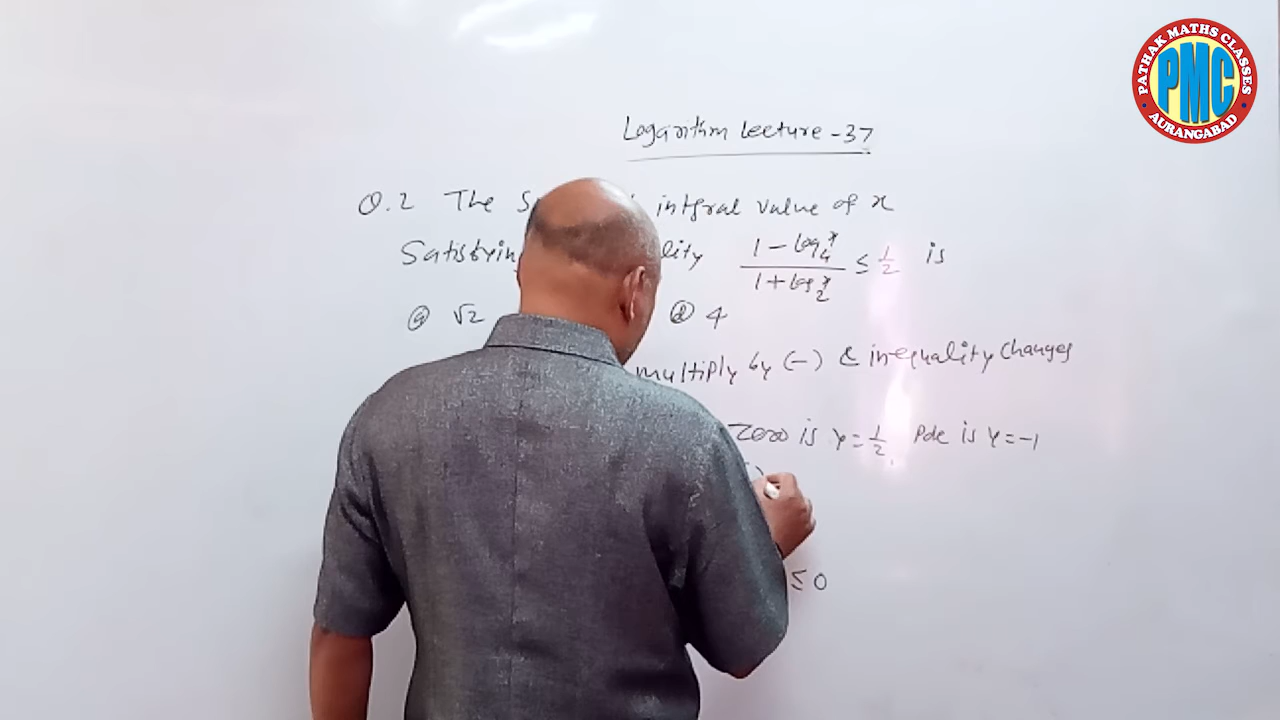 PATHAK MATHS CLASSES
PMC
AURANGABAD
Logarithm Lecture - 37
Q.2 The S intgral value of x
Satisfyin lity (1 - log₄x)/(1 + log₂x) ≤ 1/2 is
ⓐ √2 ⓓ 4
multiply by (-) & inequality changes
Zero is y = 1/2 Pole is y = -1
≤ 0